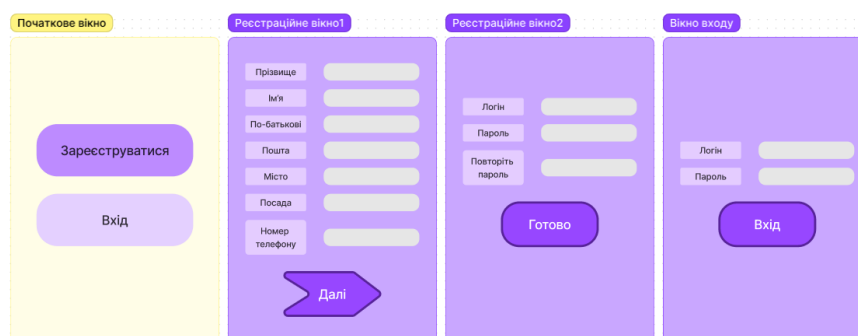 Початкове вікно
Зареєструватися
Вхід
Реєстраційне вікно1
Прізвище
Ім'я
По-батькові
Пошта
Місто
Посада
Номер
телефону
Далі
Реєстраційне вікно2
Логін
Пароль
Повторіть
пароль
Готово
Вікно входу
Логін
Пароль
Вхід